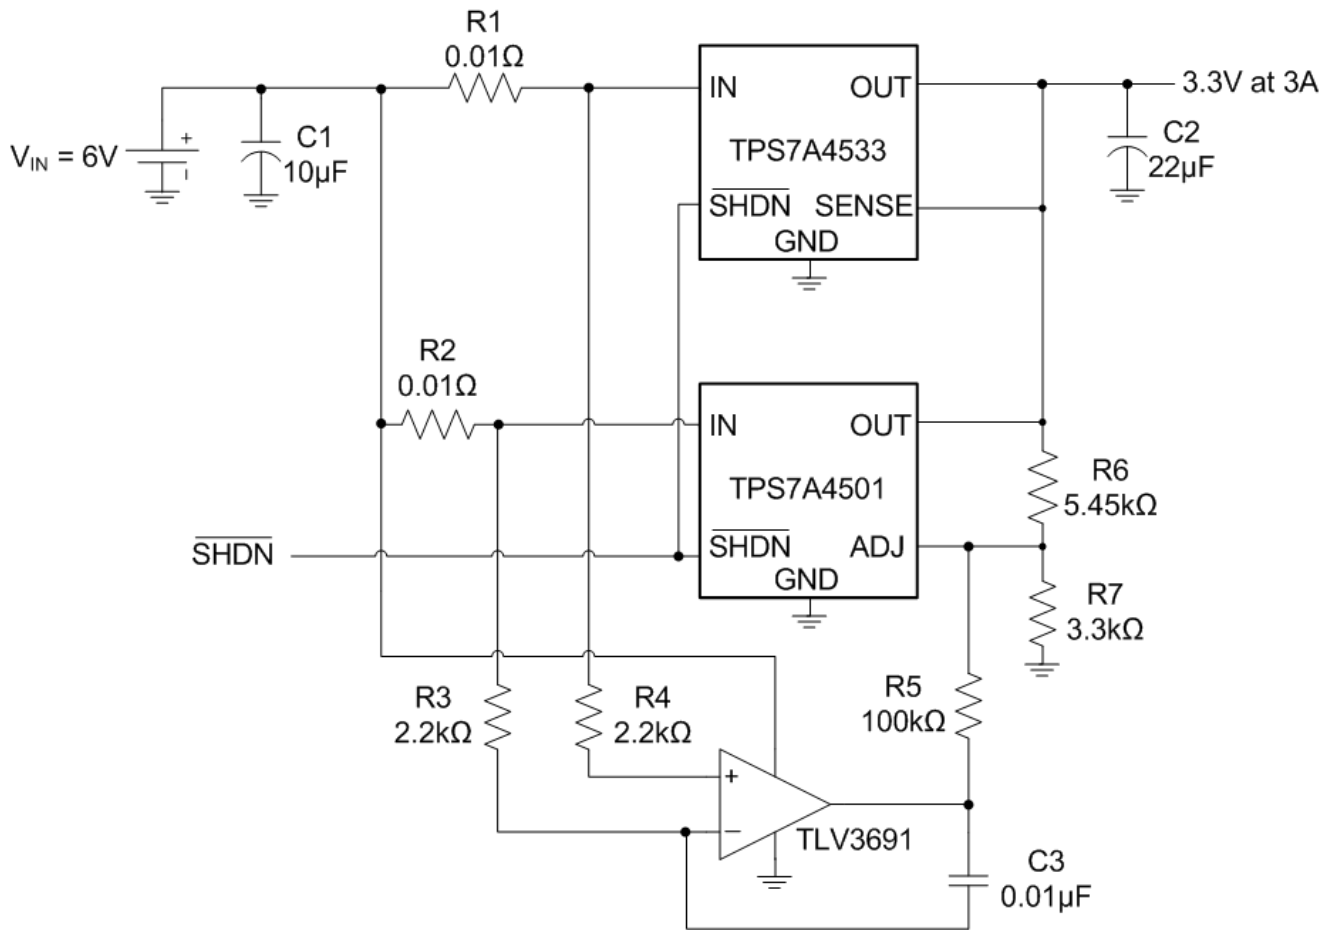 R1
0.01Ω
IN
OUT
3.3V at 3A
+
C1
10µF
V_IN = 6V
-
TPS7A4533
C2
22µF
SHDN
SENSE
GND
R2
0.01Ω
IN
OUT
TPS7A4501
R6
5.45kΩ
SHDN
SHDN
ADJ
GND
R7
3.3kΩ
R3
2.2kΩ
R4
2.2kΩ
R5
100kΩ
+
−
TLV3691
C3
0.01µF